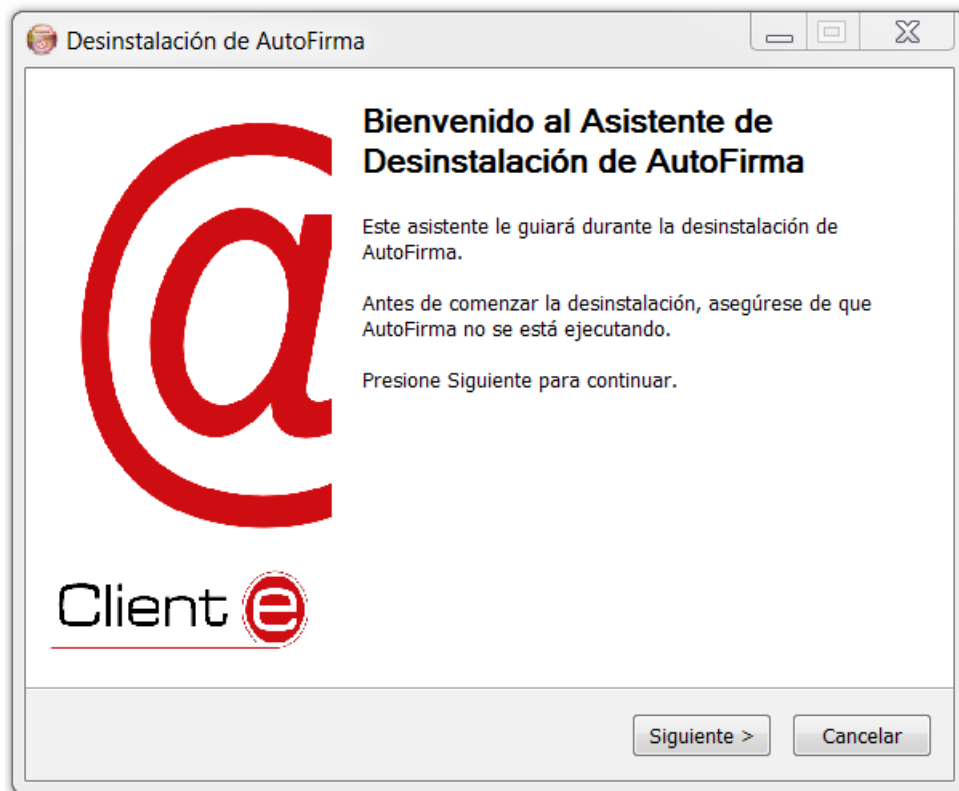 Desinstalación de AutoFirma
Bienvenido al Asistente de
Desinstalación de AutoFirma
Este asistente le guiará durante la desinstalación de
AutoFirma.
Antes de comenzar la desinstalación, asegúrese de que
AutoFirma no se está ejecutando.
Presione Siguiente para continuar.
@
Client e
Siguiente >
Cancelar